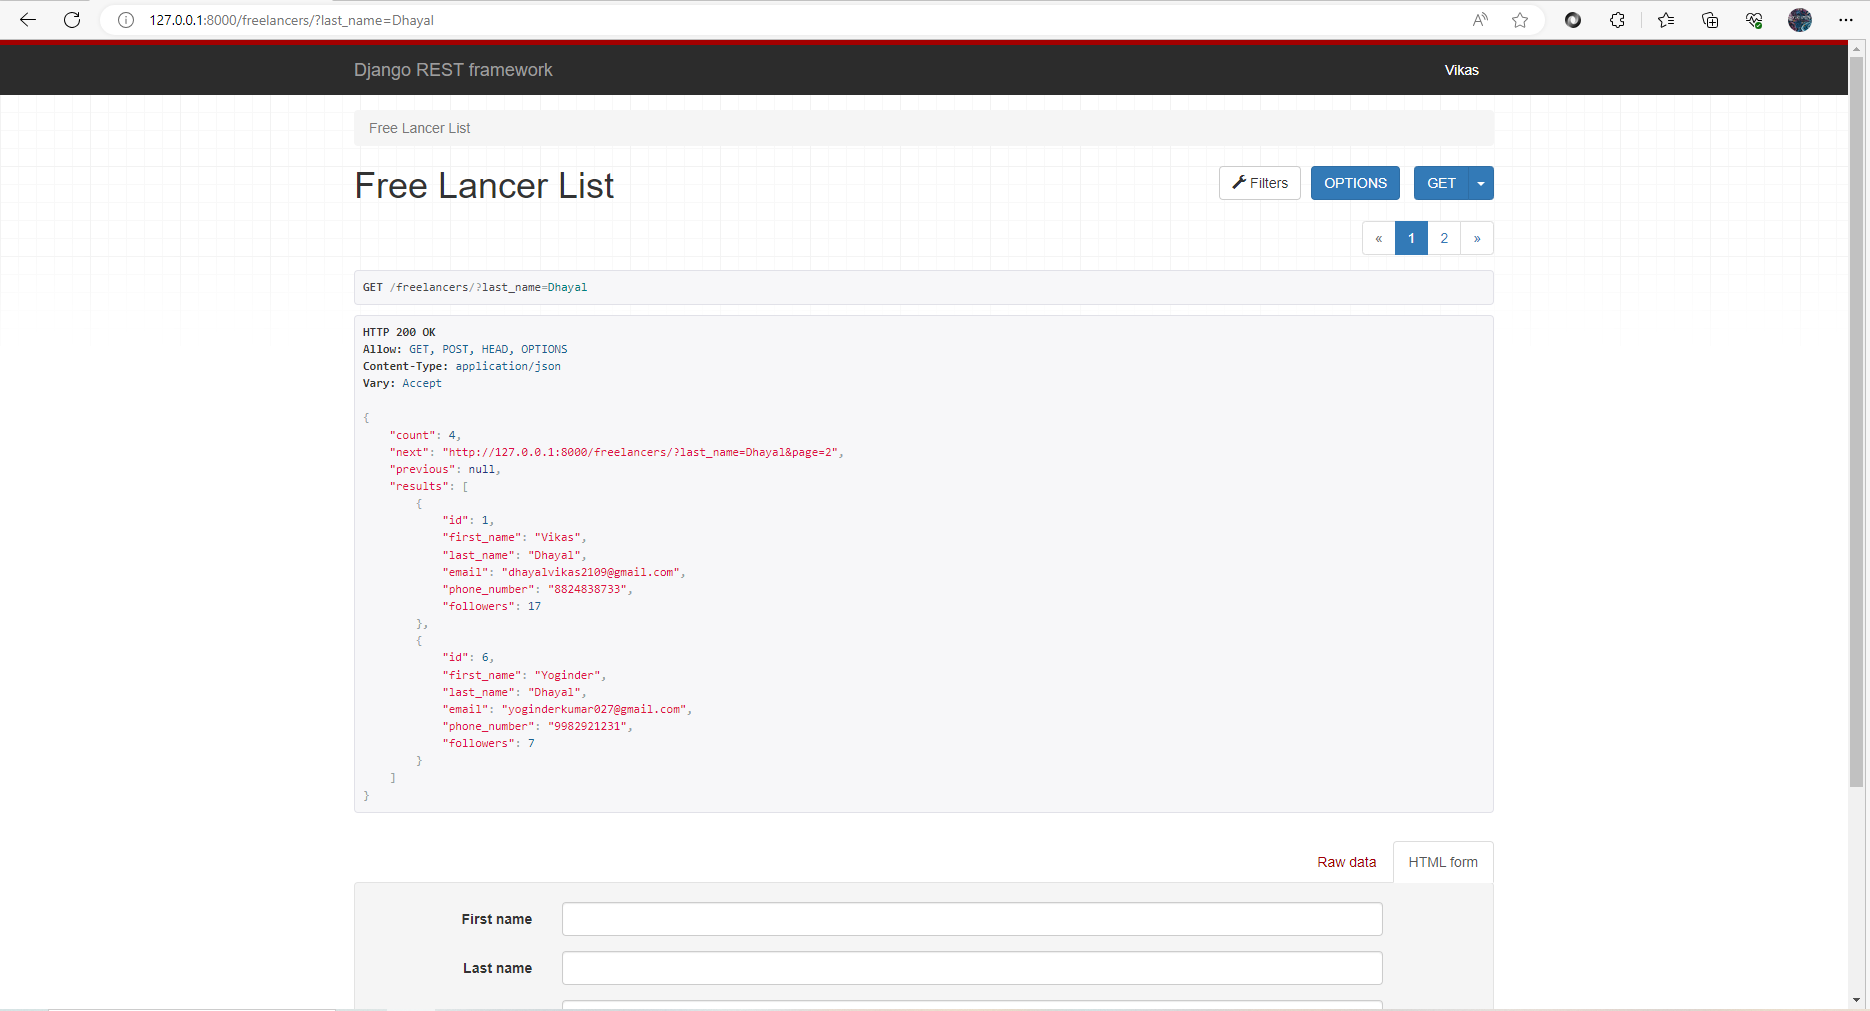 127.0.0.1:8000/freelancers/?last_name=Dhayal
Django REST framework
Vikas
Free Lancer List
Free Lancer List
Filters
OPTIONS
GET
« 1 2 »
GET /freelancers/?last_name=Dhayal
HTTP 200 OK
Allow: GET, POST, HEAD, OPTIONS
Content-Type: application/json
Vary: Accept
{
"count": 4,
"next": "http://127.0.0.1:8000/freelancers/?last_name=Dhayal&page=2",
"previous": null,
"results": [
{
"id": 1,
"first_name": "Vikas",
"last_name": "Dhayal",
"email": "dhayalvikas2109@gmail.com",
"phone_number": "8824838733",
"followers": 17
},
{
"id": 6,
"first_name": "Yoginder",
"last_name": "Dhayal",
"email": "yoginderkumar027@gmail.com",
"phone_number": "9982921231",
"followers": 7
}
]
}
Raw data
HTML form
First name
Last name